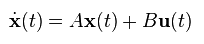 ẋ(t) = Ax(t) + Bu(t)